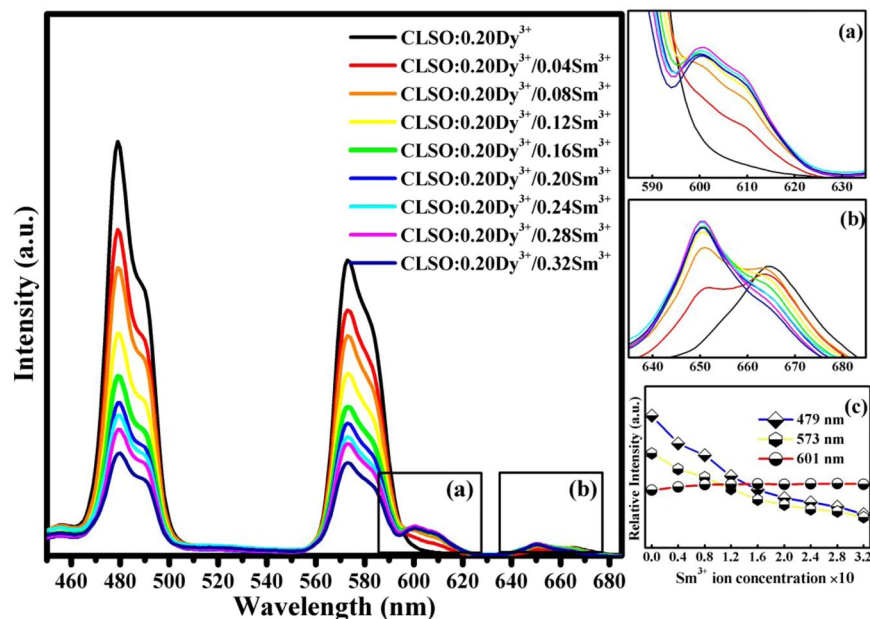 CLSO:0.20Dy³⁺
CLSO:0.20Dy³⁺/0.04Sm³⁺
CLSO:0.20Dy³⁺/0.08Sm³⁺
CLSO:0.20Dy³⁺/0.12Sm³⁺
CLSO:0.20Dy³⁺/0.16Sm³⁺
CLSO:0.20Dy³⁺/0.20Sm³⁺
CLSO:0.20Dy³⁺/0.24Sm³⁺
CLSO:0.20Dy³⁺/0.28Sm³⁺
CLSO:0.20Dy³⁺/0.32Sm³⁺
Intensity (a.u.)
(a)
(b)
460 480 500 520 540 560 580 600 620 640 660 680
Wavelength (nm)
(a)
590 600 610 620 630
(b)
640 650 660 670 680
(c)
479 nm
573 nm
601 nm
Relative Intensity (a.u.)
0.0 0.4 0.8 1.2 1.6 2.0 2.4 2.8 3.2
Sm³⁺ ion concentration ×10